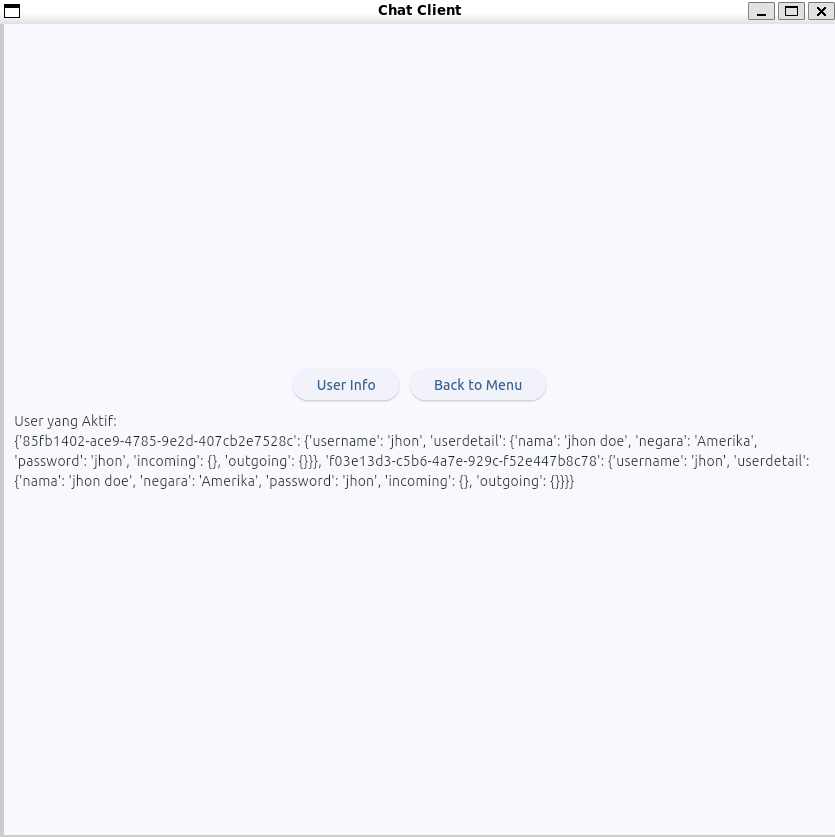 Chat Client
User Info Back to Menu
User yang Aktif:
{'85fb1402-ace9-4785-9e2d-407cb2e7528c': {'username': 'jhon', 'userdetail': {'nama': 'jhon doe', 'negara': 'Amerika',
'password': 'jhon', 'incoming': {}, 'outgoing': {}}}, 'f03e13d3-c5b6-4a7e-929c-f52e447b8c78': {'username': 'jhon', 'userdetail':
{'nama': 'jhon doe', 'negara': 'Amerika', 'password': 'jhon', 'incoming': {}, 'outgoing': {}}}}